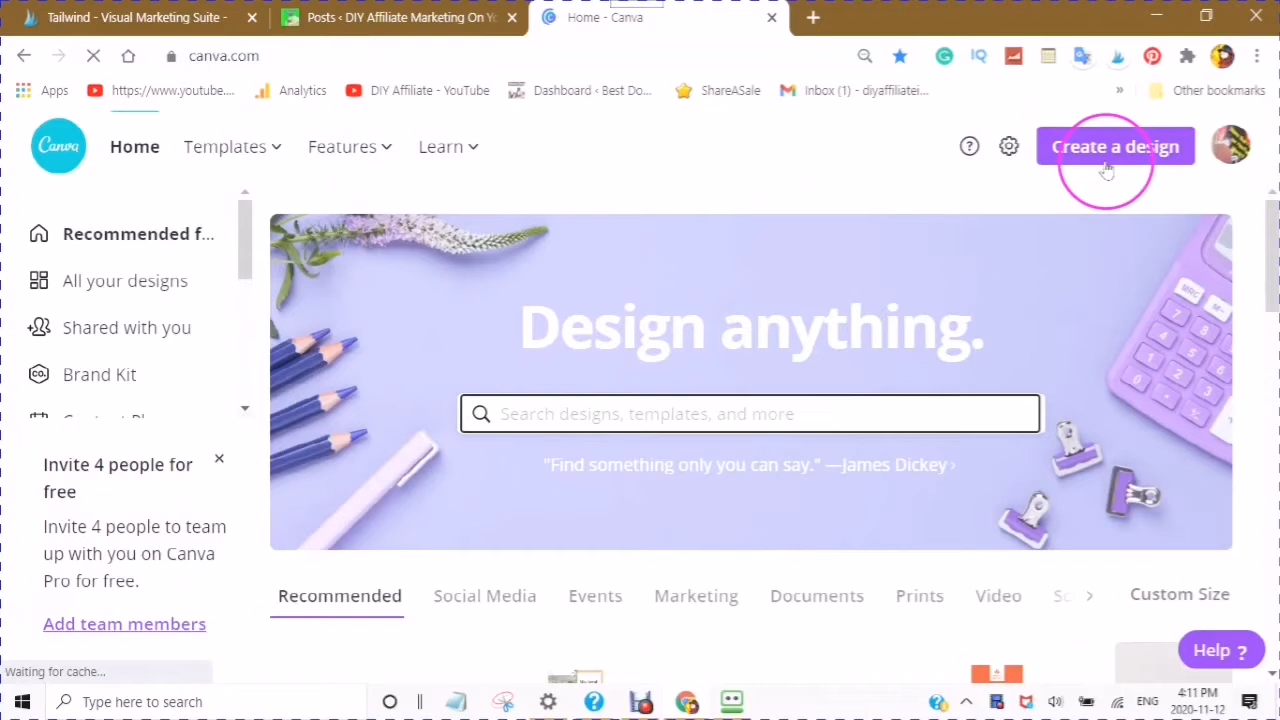 Tailwind - Visual Marketing Suite -
Posts ‹ DIY Affiliate Marketing On Yo
Home - Canva
canva.com
Apps
https://www.youtube....
Analytics
DIY Affiliate - YouTube
Dashboard ‹ Best Do...
ShareASale
Inbox (1) - diyaffiliatei...
»
Other bookmarks
Canva
Home
Templates
Features
Learn
Create a design
Recommended f...
All your designs
Shared with you
Brand Kit
Invite 4 people for
free
Invite 4 people to team
up with you on Canva
Pro for free.
Add team members
Design anything.
Search designs, templates, and more
"Find something only you can say." —James Dickey ›
Recommended
Social Media
Events
Marketing
Documents
Prints
Video
Custom Size
Help ?
Waiting for cache...
Type here to search
ENG
4:11 PM
2020-11-12